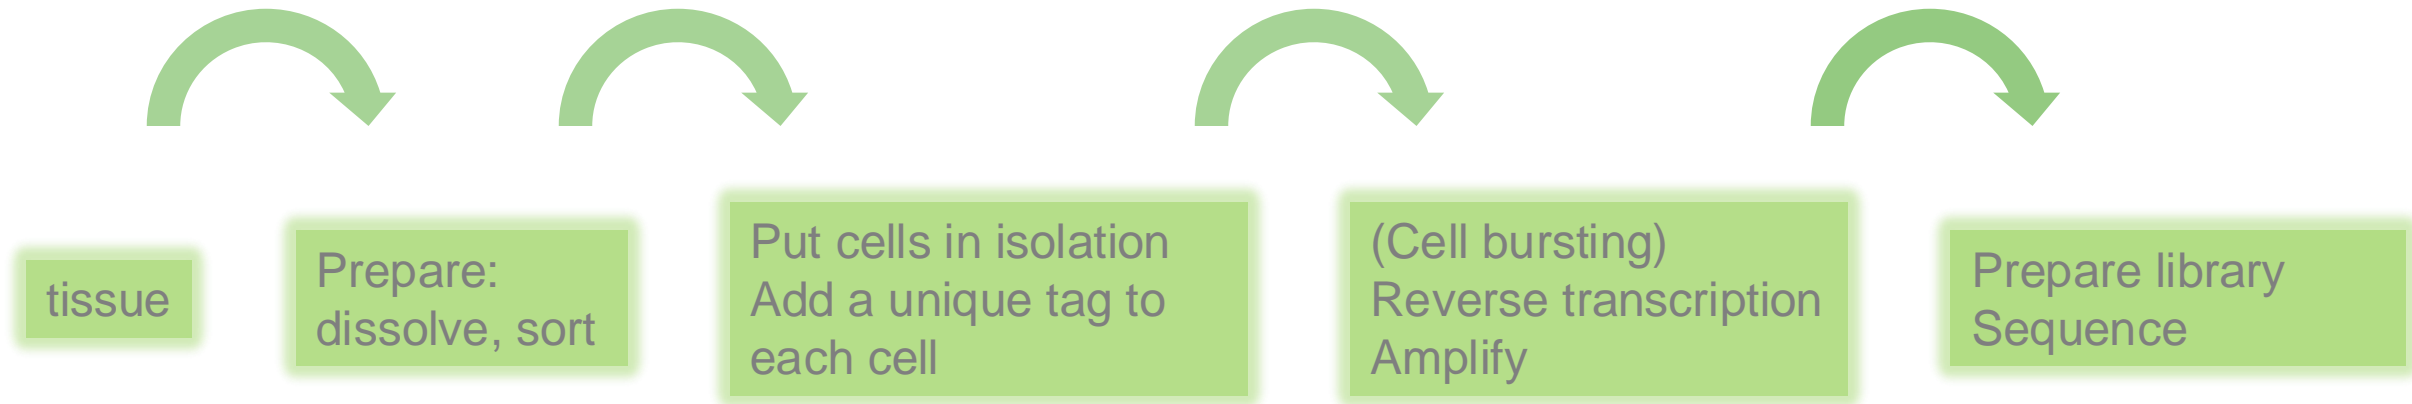 tissue
Prepare:
dissolve, sort
Put cells in isolation
Add a unique tag to
each cell
(Cell bursting)
Reverse transcription
Amplify
Prepare library
Sequence